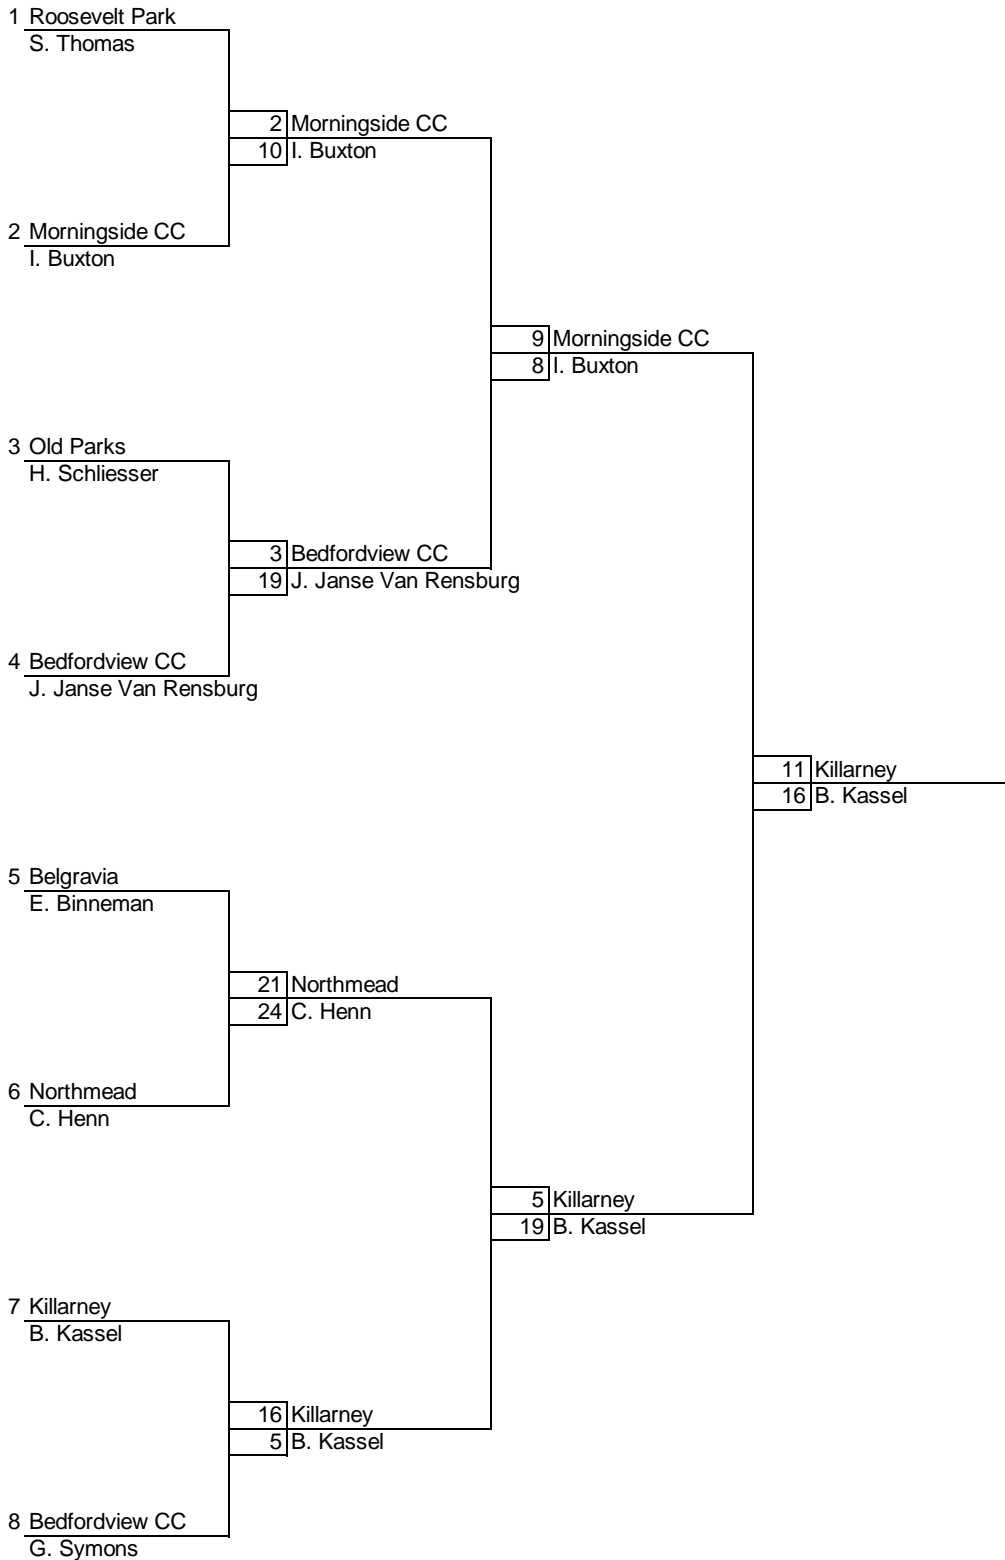 1 Roosevelt Park
S. Thomas
2 Morningside CC
10 I. Buxton
2 Morningside CC
I. Buxton
9 Morningside CC
8 I. Buxton
3 Old Parks
H. Schliesser
3 Bedfordview CC
19 J. Janse Van Rensburg
4 Bedfordview CC
J. Janse Van Rensburg
11 Killarney
16 B. Kassel
5 Belgravia
E. Binneman
21 Northmead
24 C. Henn
6 Northmead
C. Henn
5 Killarney
19 B. Kassel
7 Killarney
B. Kassel
16 Killarney
5 B. Kassel
8 Bedfordview CC
G. Symons